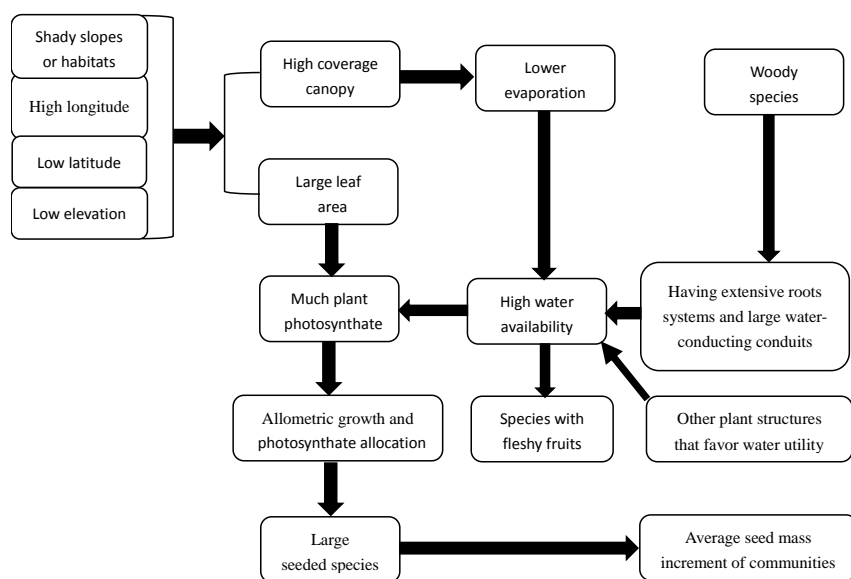 Shady slopes
or habitats
High longitude
Low latitude
Low elevation
High coverage
canopy
Large leaf
area
Lower
evaporation
Woody
species
Much plant
photosynthate
High water
availability
Having extensive roots
systems and large water-
conducting conduits
Allometric growth and
photosynthate allocation
Species with
fleshy fruits
Other plant structures
that favor water utility
Large
seeded species
Average seed mass
increment of communities